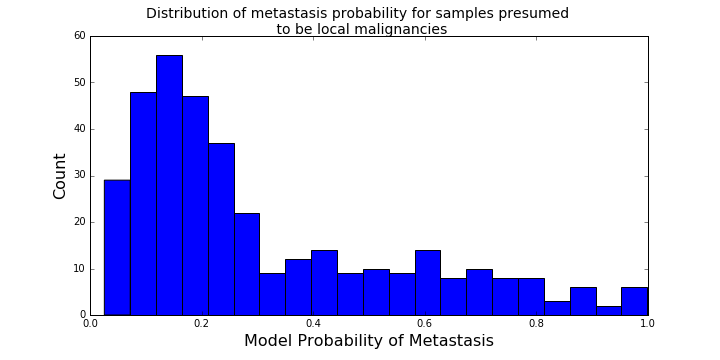 Distribution of metastasis probability for samples presumed
to be local malignancies
60
50
40
30
20
10
0
Count
0.0 0.2 0.4 0.6 0.8 1.0
Model Probability of Metastasis